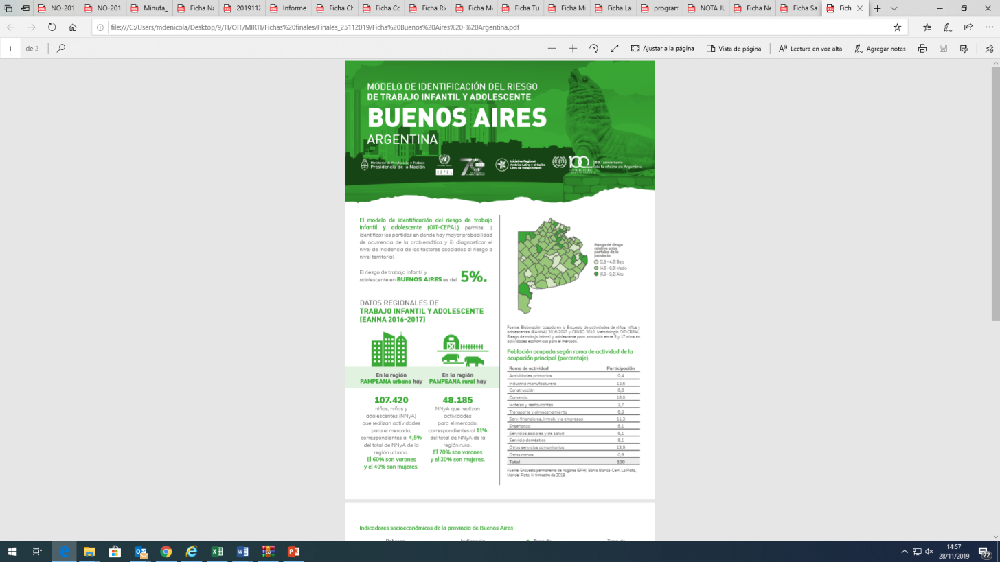 NO-201
NO-201
Minuta_
Ficha Na
2019112
Informe
Ficha Ch
Ficha Co
Ficha Ri
Ficha M
Ficha Tu
Ficha Mi
Ficha La
program
NOTA JU
Ficha Ne
Ficha Sa
Fich
file:///C:/Users/mdenicola/Desktop/9/TI/OIT/MIRTI/Fichas%20finales/Finales_25112019/Ficha%20Buenos%20Aires%20-%20Argentina.pdf
1 de 2
Ajustar a la página
Vista de página
Lectura en voz alta
Agregar notas
MODELO DE IDENTIFICACIÓN DEL RIESGO
DE TRABAJO INFANTIL Y ADOLESCENTE
BUENOS AIRES
ARGENTINA
Ministerio de Producción y Trabajo
Presidencia de la Nación
CEPAL
70
Iniciativa Regional
América Latina y el Caribe
Libre de Trabajo Infantil
100
50° aniversario
de la oficina de Argentina
El modelo de identificación del riesgo de trabajo
infantil y adolescente (OIT-CEPAL) permite: i)
identificar los partidos en donde hay mayor probabilidad
de ocurrencia de la problemática y ii) diagnosticar el
nivel de incidencia de los factores asociados al riesgo a
nivel territorial.
El riesgo de trabajo infantil y
adolescente en BUENOS AIRES es del 5%.
DATOS REGIONALES DE
TRABAJO INFANTIL Y ADOLESCENTE
(EANNA 2016-2017)
En la región
PAMPEANA urbana hay
107.420
niños, niñas y
adolescentes (NNyA)
que realizan actividades
para el mercado,
correspondientes al 4,5%
del total de NNyA de la
región urbana.
El 60% son varones
y el 40% son mujeres.
En la región
PAMPEANA rural hay
48.185
NNyA que realizan
actividades
para el mercado,
correspondientes al 11%
del total de NNyA de la
región rural.
El 70% son varones
y el 30% son mujeres.
Rango de riesgo
relativo entre
partidos de la
provincia
(2,3 - 4,6) Bajo
(4,6 - 6,9) Medio
(6,9 - 9,2) Alto
Fuente: Elaboración basada en la Encuesta de actividades de niños, niñas y
adolescentes (EANNA) 2016-2017 y CENSO 2010. Metodología OIT-CEPAL.
Riesgo de trabajo infantil y adolescente para población entre 5 y 17 años en
actividades económicas para el mercado.
Población ocupada según rama de actividad de la
ocupación principal (porcentaje)
Rama de actividad Participación
Actividades primarias 0,4
Industria manufacturera 12,6
Construcción 8,8
Comercio 18,0
Hoteles y restaurantes 3,7
Transporte y almacenamiento 8,3
Serv. financieros, inmob. y a empresas 11,3
Enseñanza 8,1
Servicios sociales y de salud 6,1
Servicio doméstico 8,1
Otros servicios comunitarios 13,9
Otras ramas 0,8
Total 100
Fuente: Encuesta permanente de hogares (EPH). Bahía Blanca-Cerri, La Plata,
Mar del Plata. IV trimestre de 2018.
Indicadores socioeconómicos de la provincia de Buenos Aires
Pobreza
Indigencia
Tasa de
Tasa de
14:57
28/11/2019
22